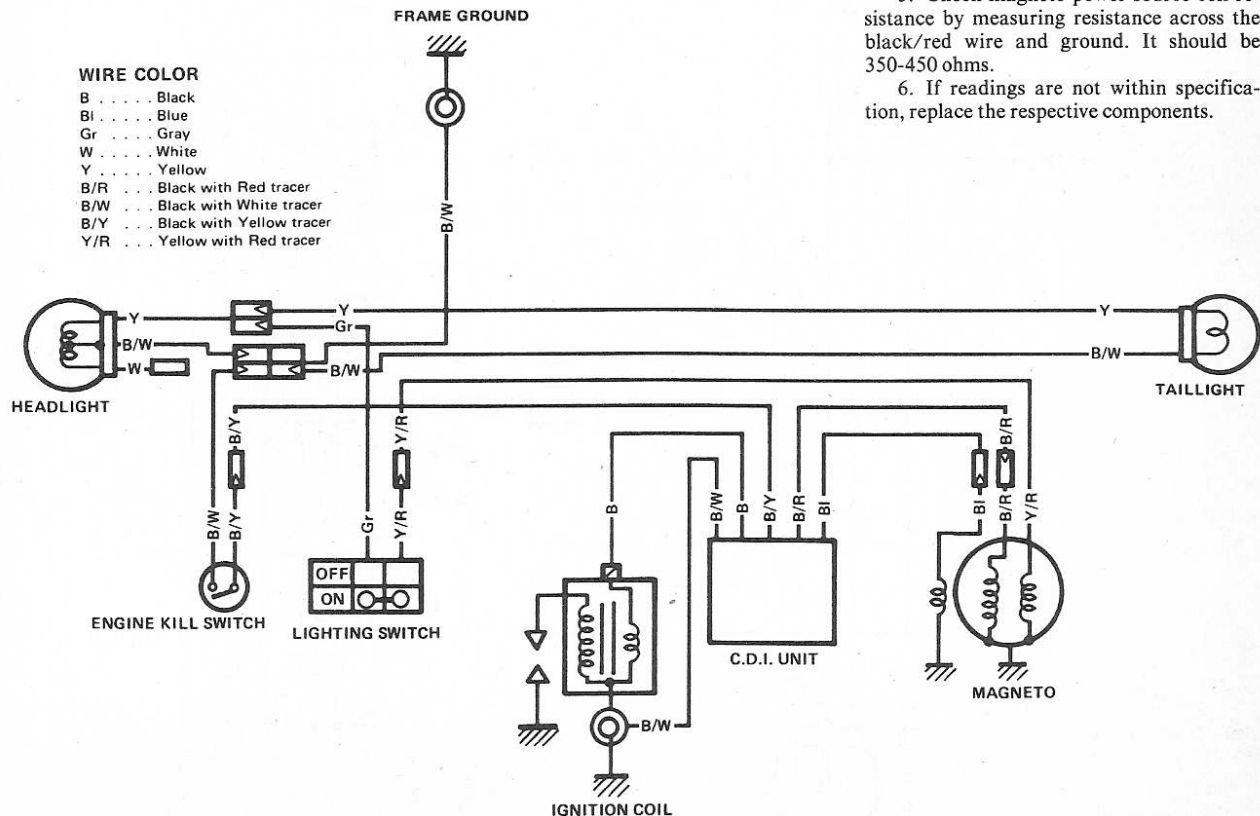 sistance by measuring resistance across the
black/red wire and ground. It should be
350-450 ohms.
6. If readings are not within specifica-
tion, replace the respective components.
FRAME GROUND
WIRE COLOR
B . . . . . Black
Bl . . . . . Blue
Gr . . . . Gray
W . . . . . White
Y . . . . . Yellow
B/R . . . Black with Red tracer
B/W . . . Black with White tracer
B/Y . . . Black with Yellow tracer
Y/R . . . Yellow with Red tracer
B/W
Y
Y
Y
Gr
B/W
B/W
B/W
W
HEADLIGHT
TAILLIGHT
B/Y
Y/R
B/R
B/W
B/Y
Gr
Y/R
B
B/W
B
B/Y
B/R
Bl
Bl
B/R
Y/R
OFF
ON
ENGINE KILL SWITCH
LIGHTING SWITCH
C.D.I. UNIT
MAGNETO
B/W
IGNITION COIL